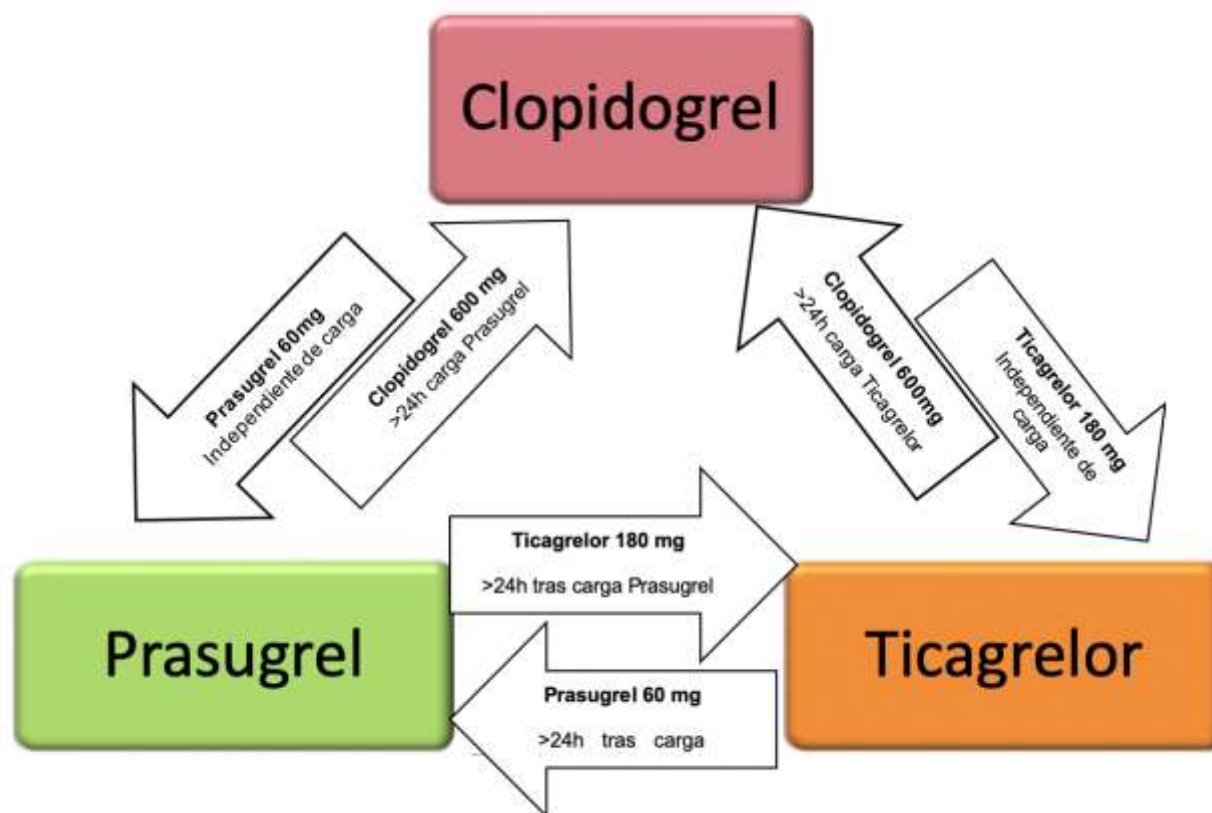 Clopidogrel
Prasugrel 60mg
Independiente de carga
Clopidogrel 600 mg
>24h carga Prasugrel
Clopidogrel 600mg
>24h carga Ticagrelor
Ticagrelor 180 mg
Independiente de
carga
Ticagrelor 180 mg
>24h tras carga Prasugrel
Prasugrel
Ticagrelor
Prasugrel 60 mg
>24h tras carga